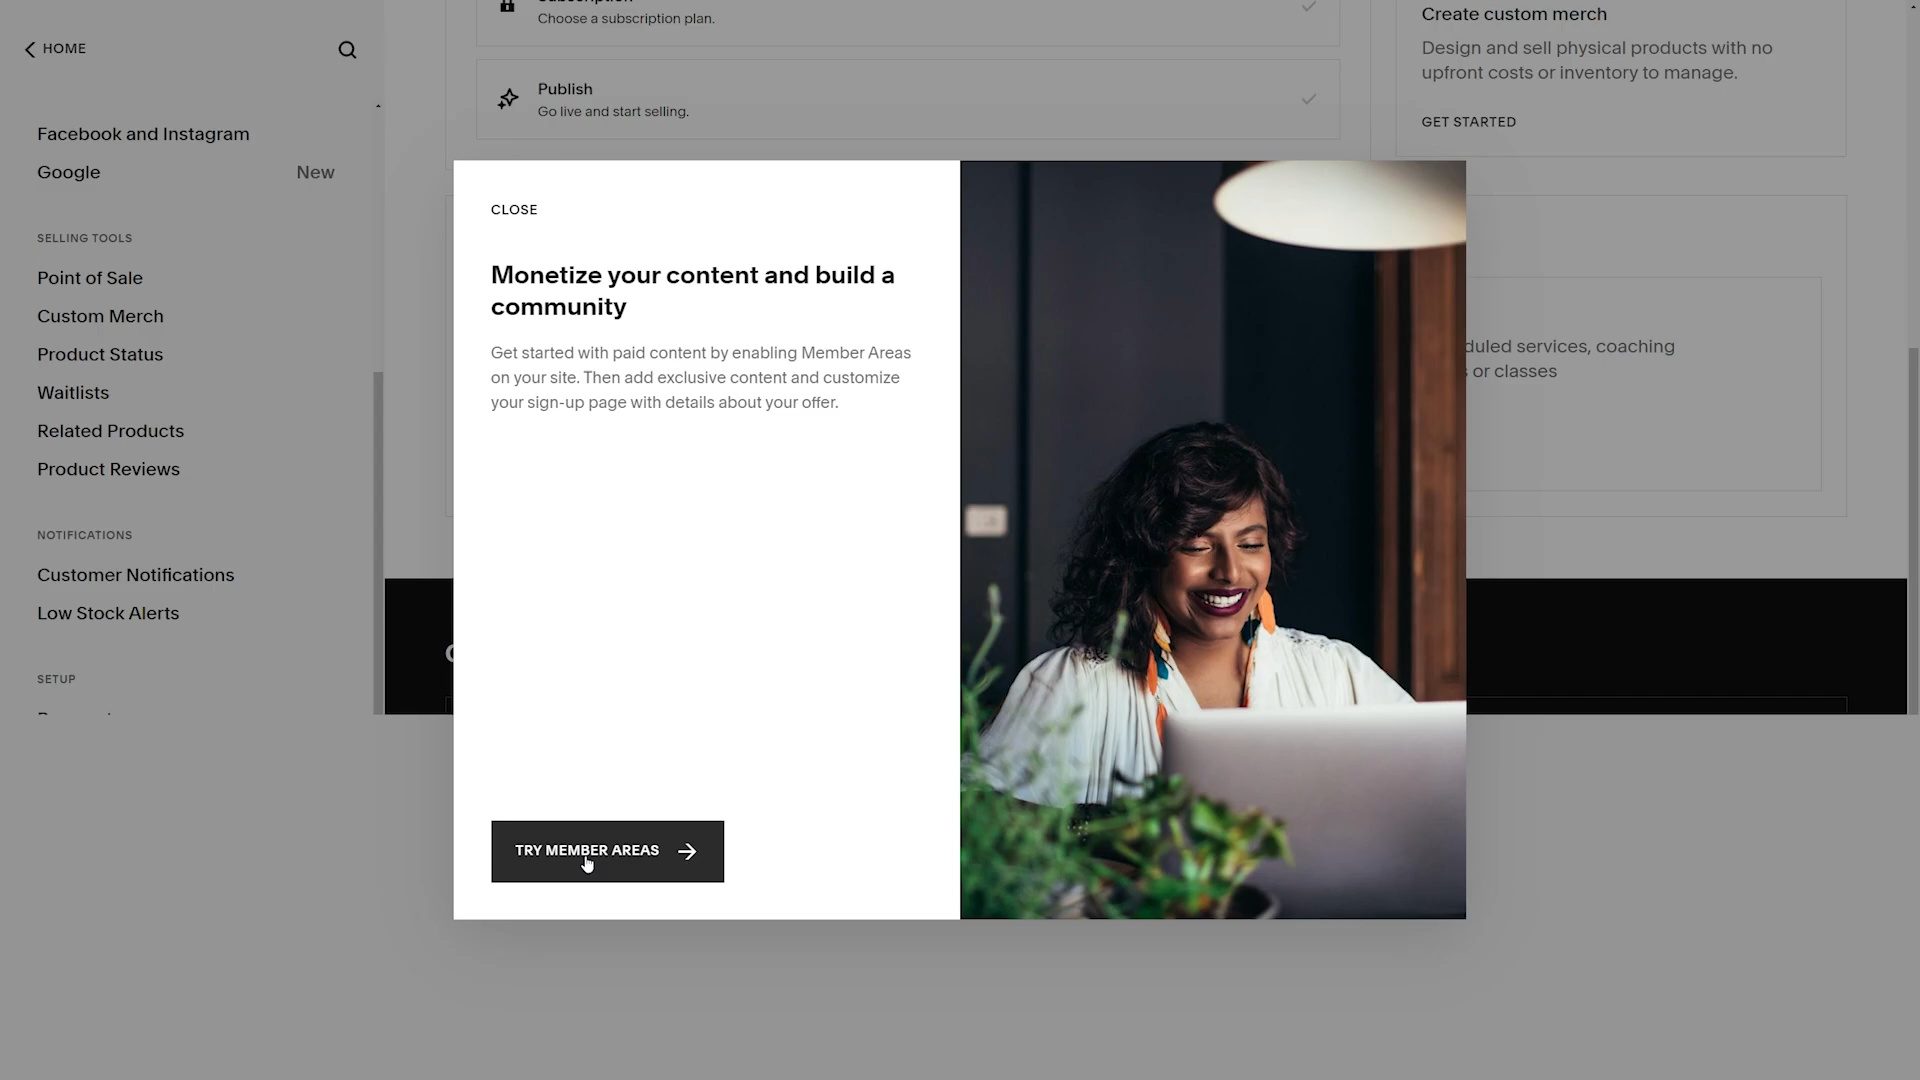 HOME
Facebook and Instagram
Google New
SELLING TOOLS
Point of Sale
Custom Merch
Product Status
Waitlists
Related Products
Product Reviews
NOTIFICATIONS
Customer Notifications
Low Stock Alerts
SETUP
Choose a subscription plan.
Publish
Go live and start selling.
Create custom merch
Design and sell physical products with no
upfront costs or inventory to manage.
GET STARTED
CLOSE
Monetize your content and build a
community
Get started with paid content by enabling Member Areas
on your site. Then add exclusive content and customize
your sign-up page with details about your offer.
TRY MEMBER AREAS
services, coaching
or classes